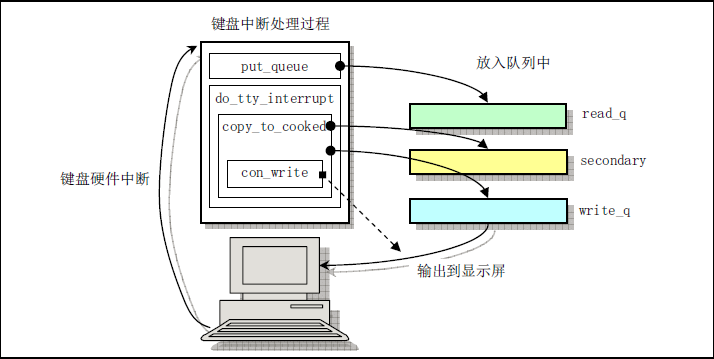 键盘中断处理过程
put_queue
放入队列中
do_tty_interrupt
read_q
copy_to_cooked
secondary
键盘硬件中断
con_write
write_q
输出到显示屏